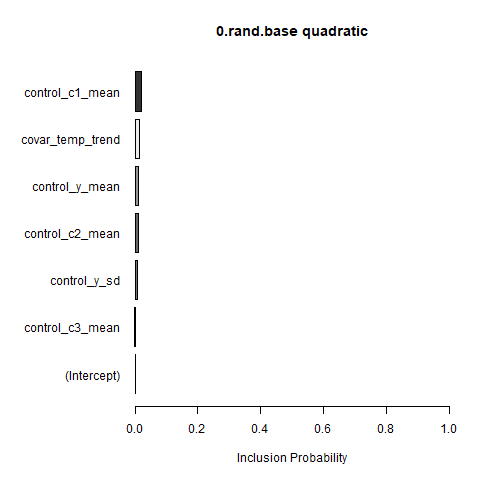 0.rand.base quadratic
control_c1_mean
covar_temp_trend
control_y_mean
control_c2_mean
control_y_sd
control_c3_mean
(Intercept)
0.0 0.2 0.4 0.6 0.8 1.0
Inclusion Probability